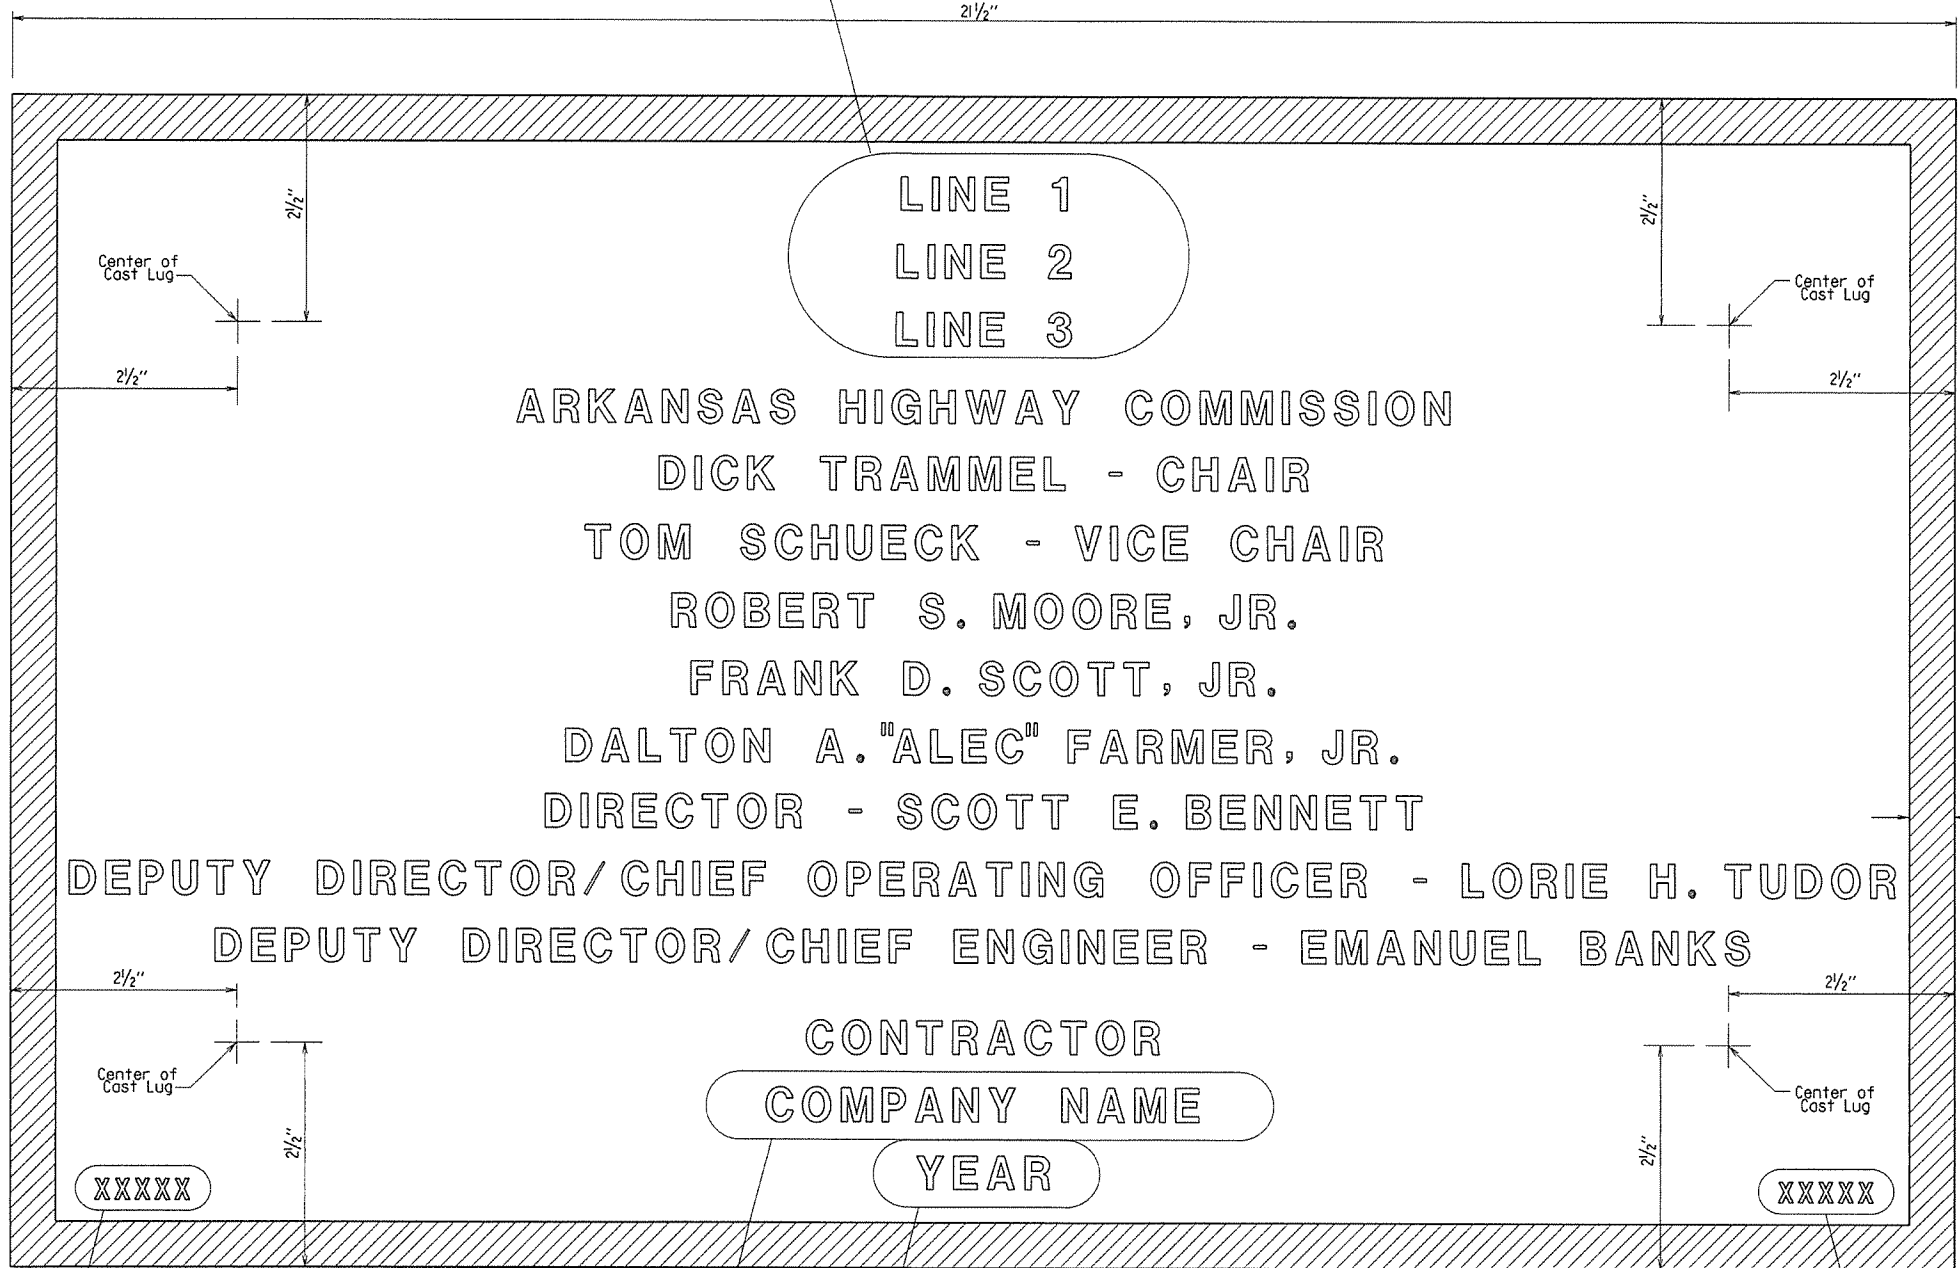 21½"
2½"
2½"
Center of
Cast Lug
Center of
Cast Lug
2½"
2½"
LINE 1
LINE 2
LINE 3
ARKANSAS HIGHWAY COMMISSION
DICK TRAMMEL - CHAIR
TOM SCHUECK - VICE CHAIR
ROBERT S. MOORE, JR.
FRANK D. SCOTT, JR.
DALTON A. "ALEC" FARMER, JR.
DIRECTOR - SCOTT E. BENNETT
DEPUTY DIRECTOR/CHIEF OPERATING OFFICER - LORIE H. TUDOR
DEPUTY DIRECTOR/CHIEF ENGINEER - EMANUEL BANKS
2½"
2½"
CONTRACTOR
Center of
Cast Lug
COMPANY NAME
Center of
Cast Lug
2½"
2½"
YEAR
XXXXX
XXXXX